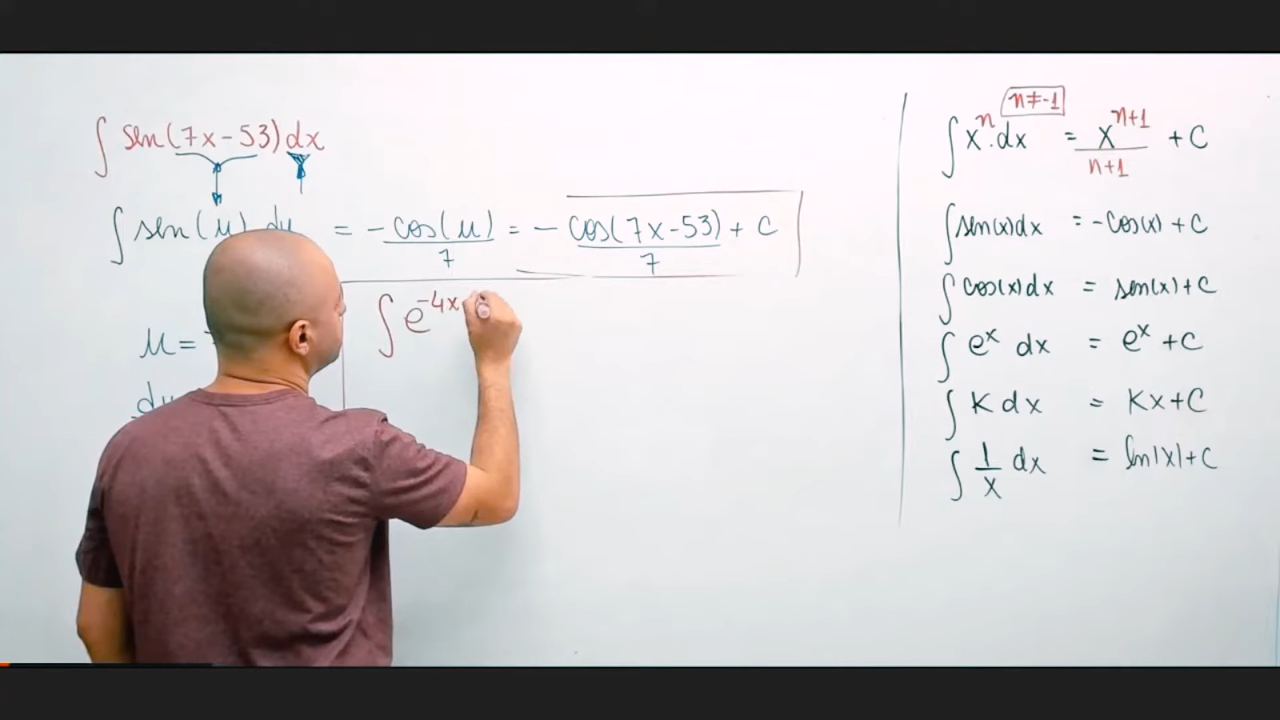 ∫ sen(7x-53)dx
∫ sen(u) du = -cos(u)/7 = - cos(7x-53)/7 + C
u =
du
∫ e^-4x
n≠-1
∫ x^n.dx = x^n+1/n+1 + C
∫ sen(x)dx = -cos(x) + C
∫ cos(x)dx = sen(x)+C
∫ e^x dx = e^x + C
∫ K dx = Kx+C
∫ 1/x dx = ln|x|+C